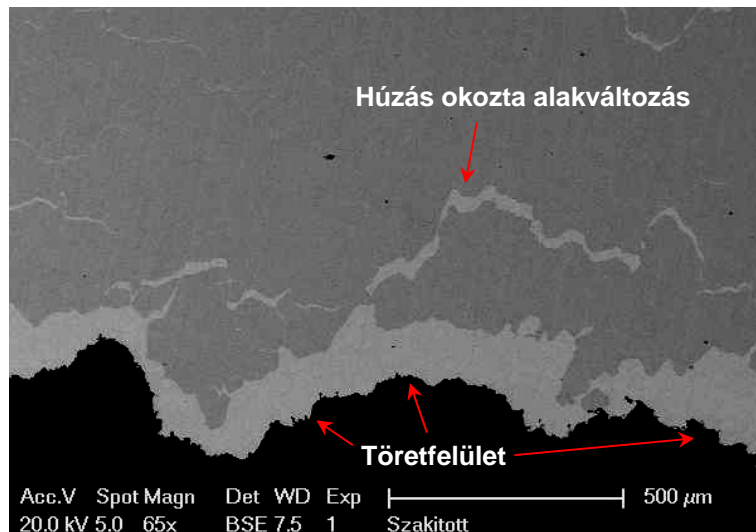 Húzás okozta alakváltozás
Töretfelület
Acc.V Spot Magn Det WD Exp 500 µm
20.0 kV 5.0 65x BSE 7.5 1 Szakitott